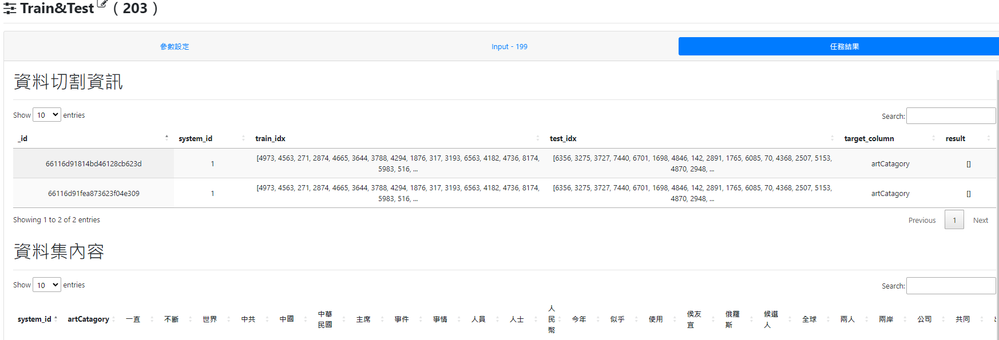 Train&Test ( 203 )
參數設定 Input - 199 任務結果
資料切割資訊
Show 10 entries Search:
_id system_id train_idx test_idx target_column result
66116d91814bd46128cb623d 1 [4973, 4563, 271, 2874, 4665, 3644, 3788, 4294, 1876, 317, 3193, 6563, 4182, 4736, 8174, 5983, 516, ... [6356, 3275, 3727, 7440, 6701, 1698, 4846, 142, 2891, 1765, 6085, 70, 4368, 2507, 5153, 4870, 2948, ... artCatagory []
66116d91fea873623f04e309 1 [4973, 4563, 271, 2874, 4665, 3644, 3788, 4294, 1876, 317, 3193, 6563, 4182, 4736, 8174, 5983, 516, ... [6356, 3275, 3727, 7440, 6701, 1698, 4846, 142, 2891, 1765, 6085, 70, 4368, 2507, 5153, 4870, 2948, ... artCatagory []
Showing 1 to 2 of 2 entries Previous 1 Next
資料集內容
Show 10 entries Search:
system_id artCatagory 一直 不斷 世界 中共 中國 中華民國 主席 事件 事情 人員 人士 人民幣 今年 似乎 使用 侯友宜 俄羅斯 候選人 全球 兩人 兩岸 公司 共同